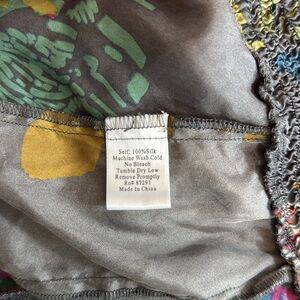 Self: 100%Silk
Machine Wash Cold
No Bleach
Tumble Dry Low
Remove Promptly
Rn# 87291
Made In China